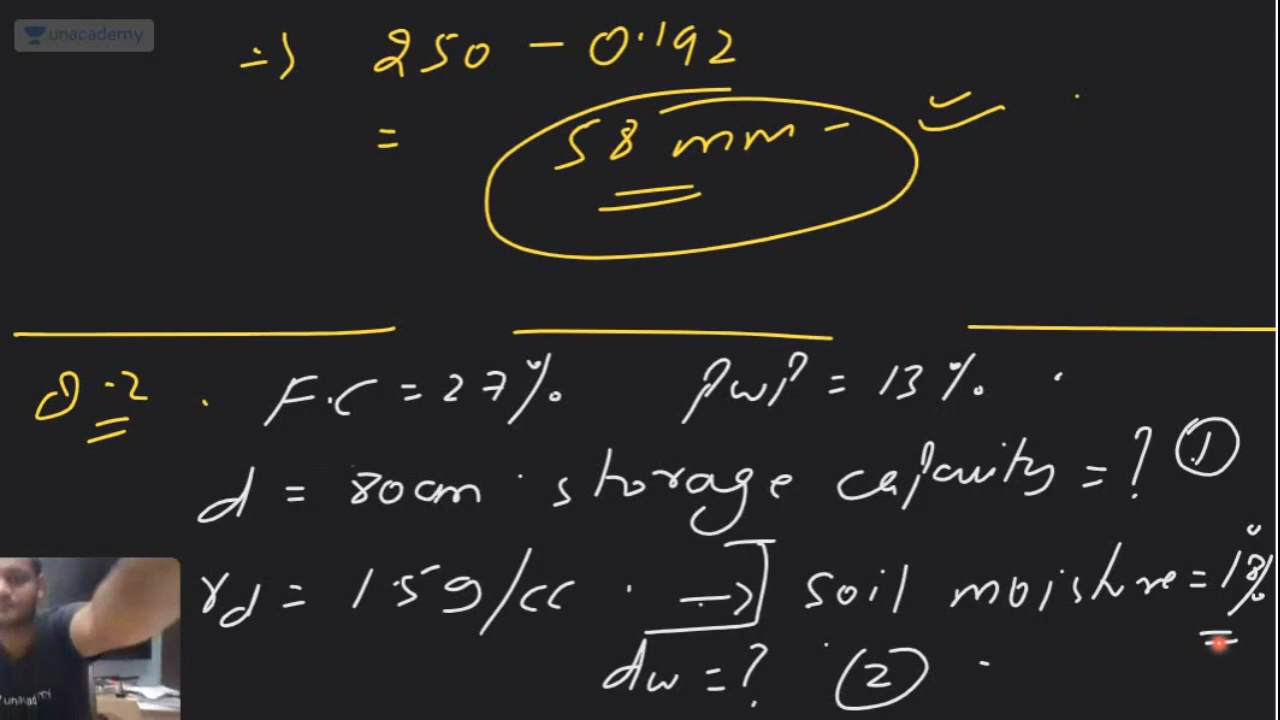 unacademy
=> 250 - 0.192
= 58 mm -
Q.2 . F.C = 27% PWP = 13% .
d = 80cm . storage capacity = ? ①
γd = 1.5g/cc . → soil moisture = 18%
dw = ? ②